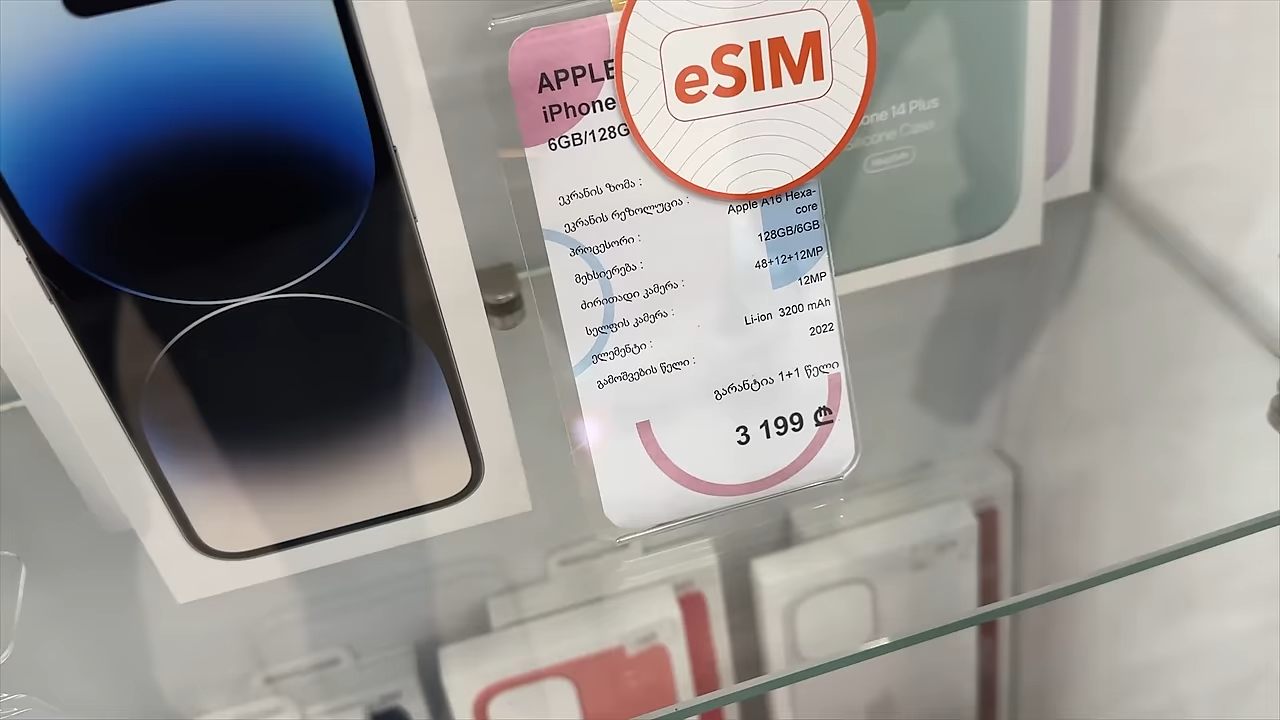 eSIM
APPLE
iPhone
6GB/128G
ეკრანის ზომა :
ეკრანის რეზოლუცია :
პროცესორი : Apple A16 Hexa-
core
მეხსიერება : 128GB/6GB
ძირითადი კამერა : 48+12+12MP
სელფის კამერა : 12MP
ელემენტი : Li-ion 3200 mAh
გამოშვების წელი : 2022
გარანტია 1+1 წელი
3 199 ₾
one 14 Plus
licone Case